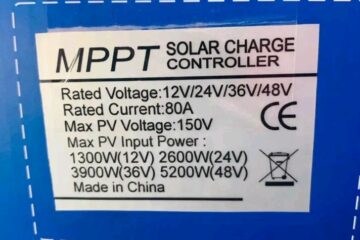 MPPT SOLAR CHARGE
CONTROLLER
Rated Voltage:12V/24V/36V/48V
Rated Current:80A
Max PV Voltage:150V
Max PV Input Power :
1300W(12V) 2600W(24V)
3900W(36V) 5200W(48V)
Made in China
CE